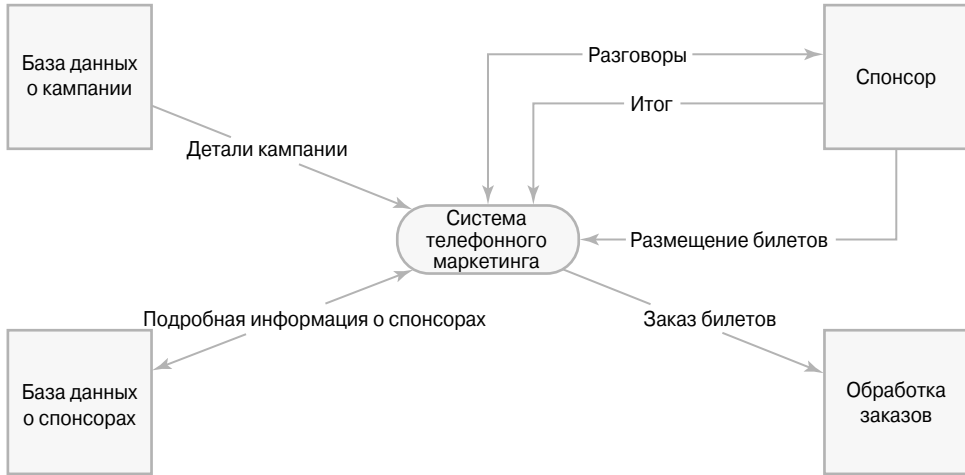 База данных
о кампании
Разговоры
Спонсор
Итог
Детали кампании
Система
телефонного
маркетинга
Размещение билетов
Подробная информация о спонсорах
Заказ билетов
База данных
о спонсорах
Обработка
заказов